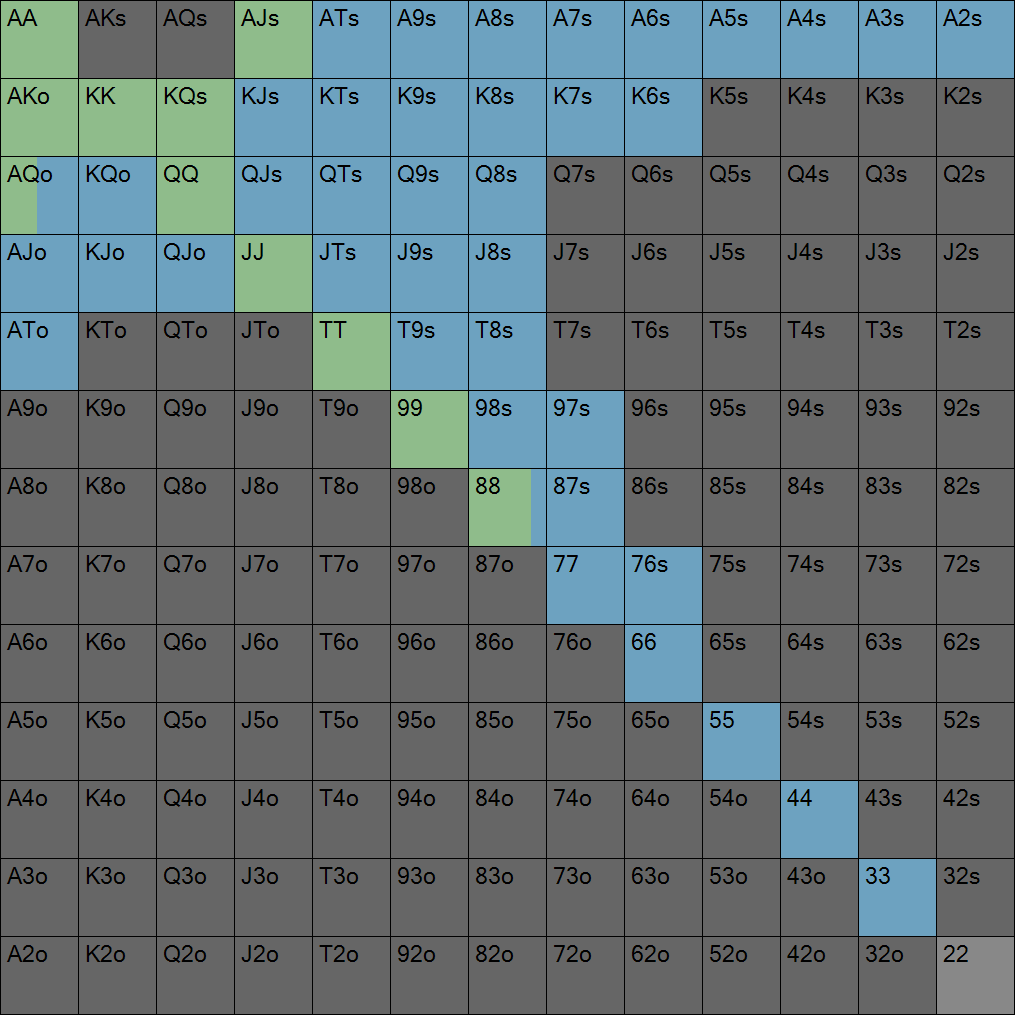 AA AKs AQs AJs ATs A9s A8s A7s A6s A5s A4s A3s A2s
AKo KK KQs KJs KTs K9s K8s K7s K6s K5s K4s K3s K2s
AQo KQo QQ QJs QTs Q9s Q8s Q7s Q6s Q5s Q4s Q3s Q2s
AJo KJo QJo JJ JTs J9s J8s J7s J6s J5s J4s J3s J2s
ATo KTo QTo JTo TT T9s T8s T7s T6s T5s T4s T3s T2s
A9o K9o Q9o J9o T9o 99 98s 97s 96s 95s 94s 93s 92s
A8o K8o Q8o J8o T8o 98o 88 87s 86s 85s 84s 83s 82s
A7o K7o Q7o J7o T7o 97o 87o 77 76s 75s 74s 73s 72s
A6o K6o Q6o J6o T6o 96o 86o 76o 66 65s 64s 63s 62s
A5o K5o Q5o J5o T5o 95o 85o 75o 65o 55 54s 53s 52s
A4o K4o Q4o J4o T4o 94o 84o 74o 64o 54o 44 43s 42s
A3o K3o Q3o J3o T3o 93o 83o 73o 63o 53o 43o 33 32s
A2o K2o Q2o J2o T2o 92o 82o 72o 62o 52o 42o 32o 22